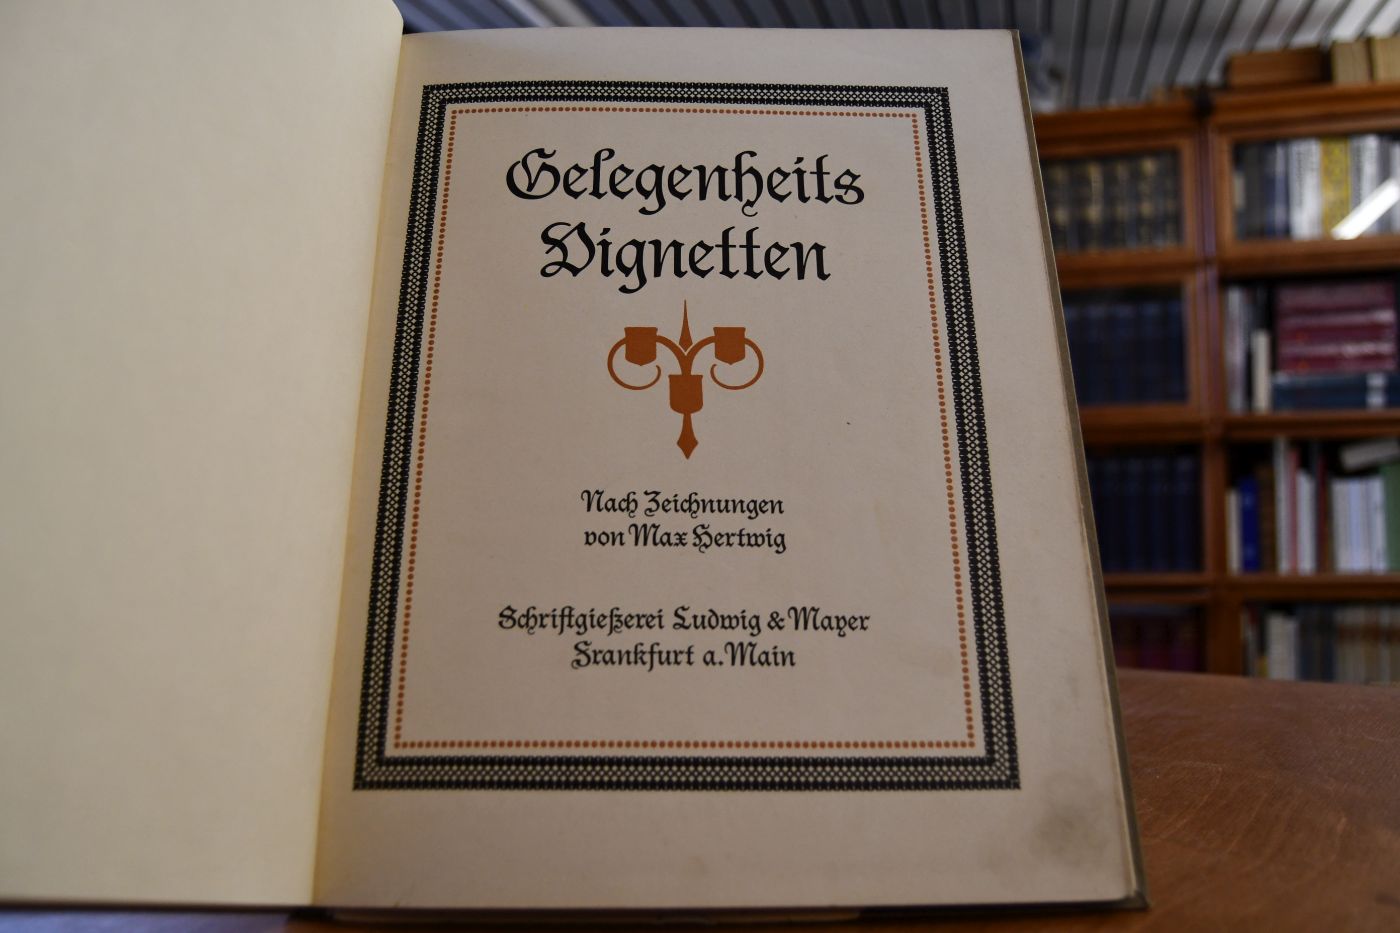 Gelegenheits
Vignetten
Nach Zeichnungen
von Max Hertwig
Schriftgießerei Ludwig & Mayer
Frankfurt a. Main